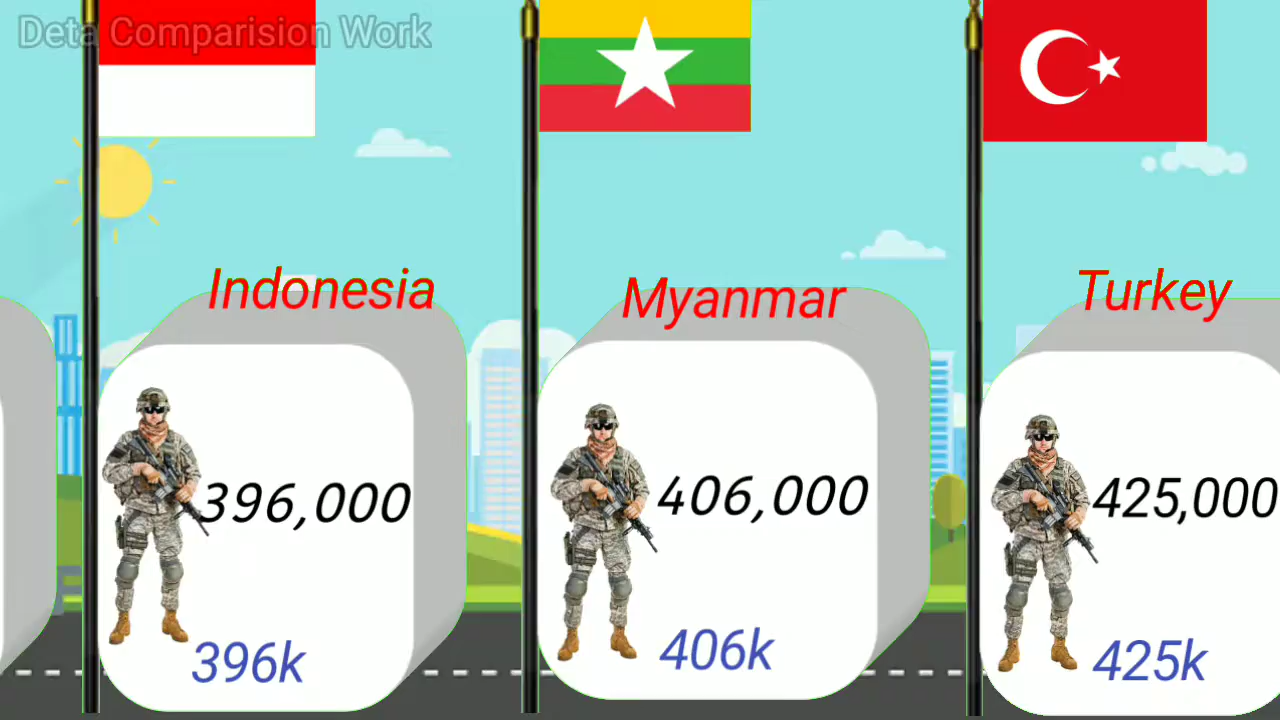 Deta Comparision Work
Indonesia
Myanmar
Turkey
396,000
406,000
425,000
396k
406k
425k